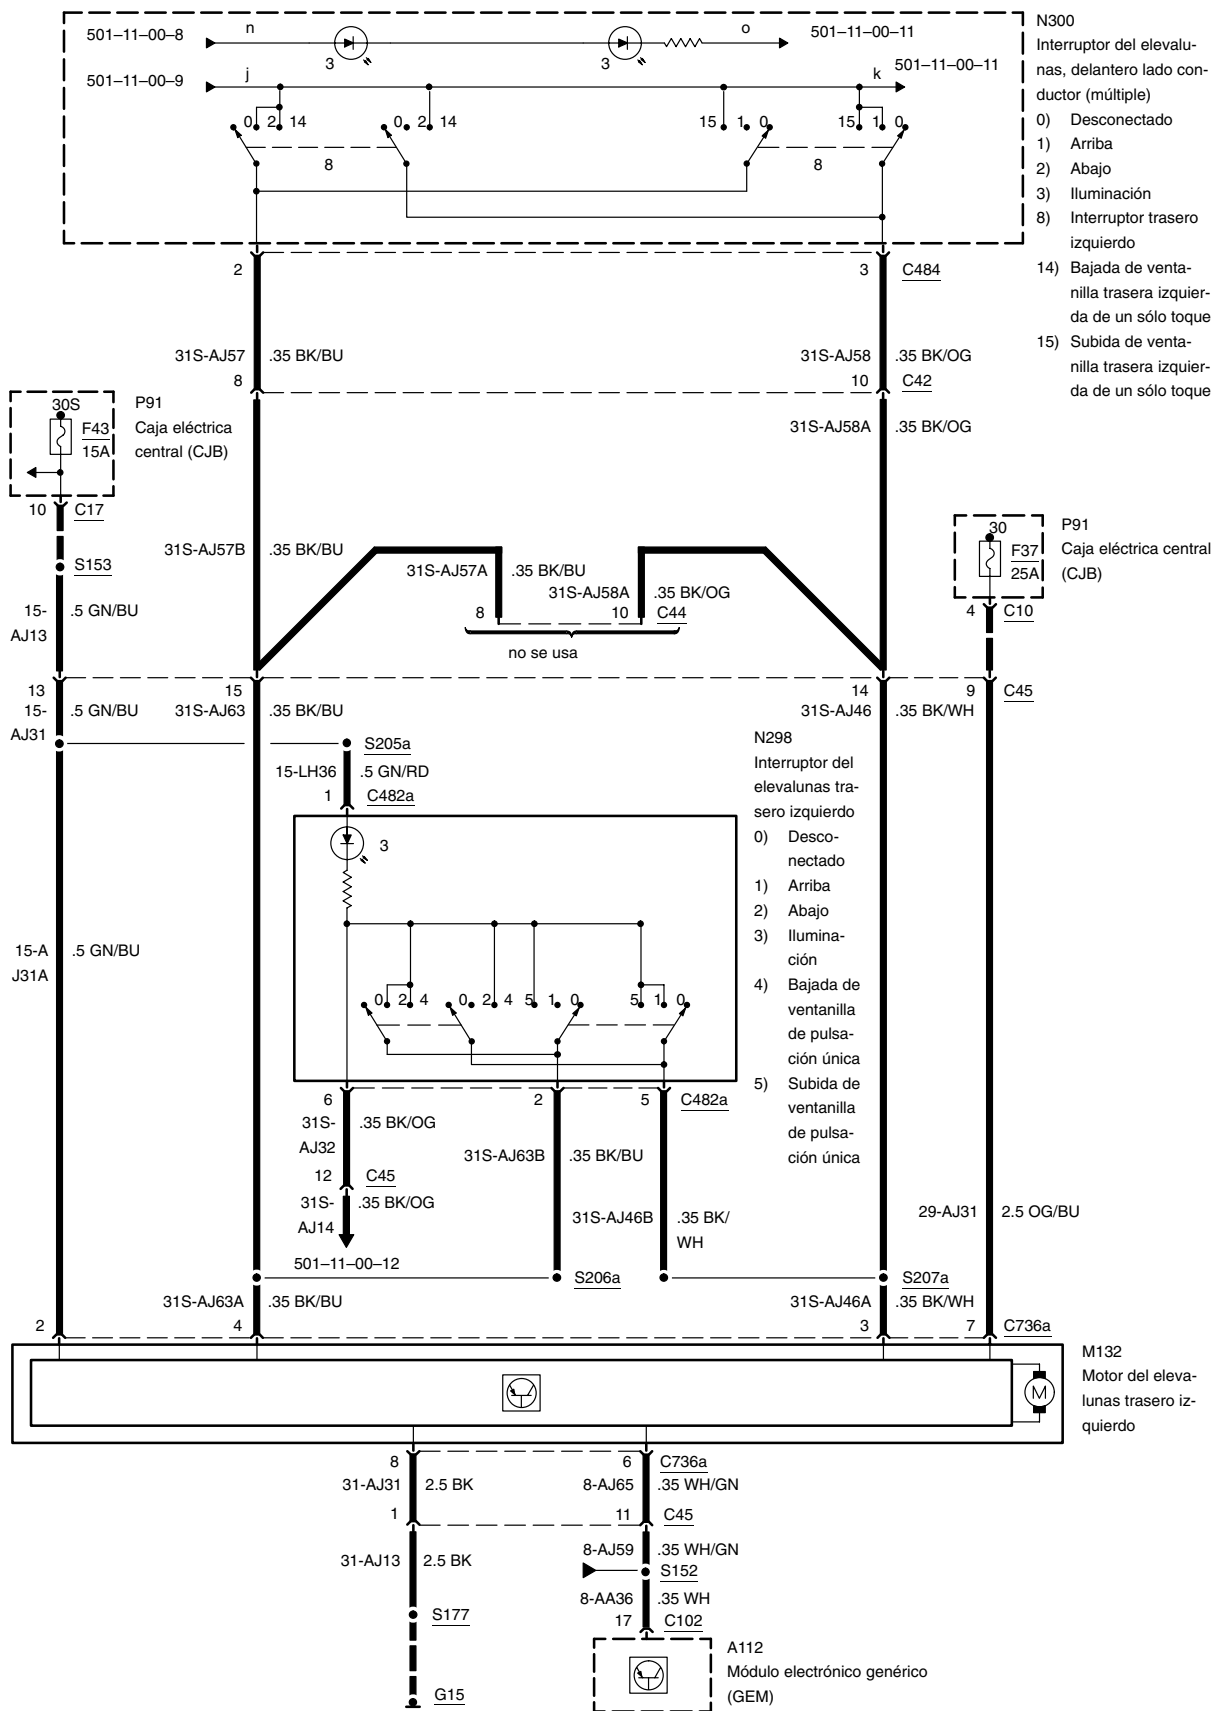 N300
Interruptor del elevalu-
nas, delantero lado con-
ductor (múltiple)
0) Desconectado
1) Arriba
2) Abajo
3) Iluminación
8) Interruptor trasero
izquierdo
14) Bajada de venta-
nilla trasera izquier-
da de un sólo toque
15) Subida de venta-
nilla trasera izquier-
da de un sólo toque
501–11–00–8 n o 501–11–00–11
3 3
501–11–00–9 j k 501–11–00–11
0 2 14 0 2 14 15 1 0 15 1 0
8 8
2 3 C484
31S-AJ57 .35 BK/BU 31S-AJ58 .35 BK/OG
8 10 C42
31S-AJ58A .35 BK/OG
30S
F43
15A
P91
Caja eléctrica
central (CJB)
10 C17
S153
31S-AJ57B .35 BK/BU
31S-AJ57A .35 BK/BU
31S-AJ58A .35 BK/OG
8 10 C44
no se usa
30
F37
25A
P91
Caja eléctrica central
(CJB)
4 C10
15-
AJ13
.5 GN/BU
13 15 14 9 C45
15-
AJ31
.5 GN/BU
31S-AJ63 .35 BK/BU
31S-AJ46 .35 BK/WH
S205a
15-LH36 .5 GN/RD
1 C482a
3
N298
Interruptor del
elevalunas tra-
sero izquierdo
0) Desco-
nectado
1) Arriba
2) Abajo
3) Ilumina-
ción
4) Bajada de
ventanilla
de pulsa-
ción única
5) Subida de
ventanilla
de pulsa-
ción única
15-A
J31A
.5 GN/BU
0 2 4 0 2 4 5 1 0 5 1 0
6 2 5 C482a
31S-
AJ32
.35 BK/OG
12 C45
31S-
AJ14
.35 BK/OG
501–11–00–12
31S-AJ63B .35 BK/BU
31S-AJ46B .35 BK/
WH
29-AJ31 2.5 OG/BU
S206a
S207a
31S-AJ63A .35 BK/BU
31S-AJ46A .35 BK/WH
2 4 3 7 C736a
M
M132
Motor del eleva-
lunas trasero iz-
quierdo
8 6 C736a
31-AJ31 2.5 BK 8-AJ65 .35 WH/GN
1 11 C45
31-AJ13 2.5 BK 8-AJ59 .35 WH/GN
S152
8-AA36 .35 WH
S177
17 C102
G15
A112
Módulo electrónico genérico
(GEM)